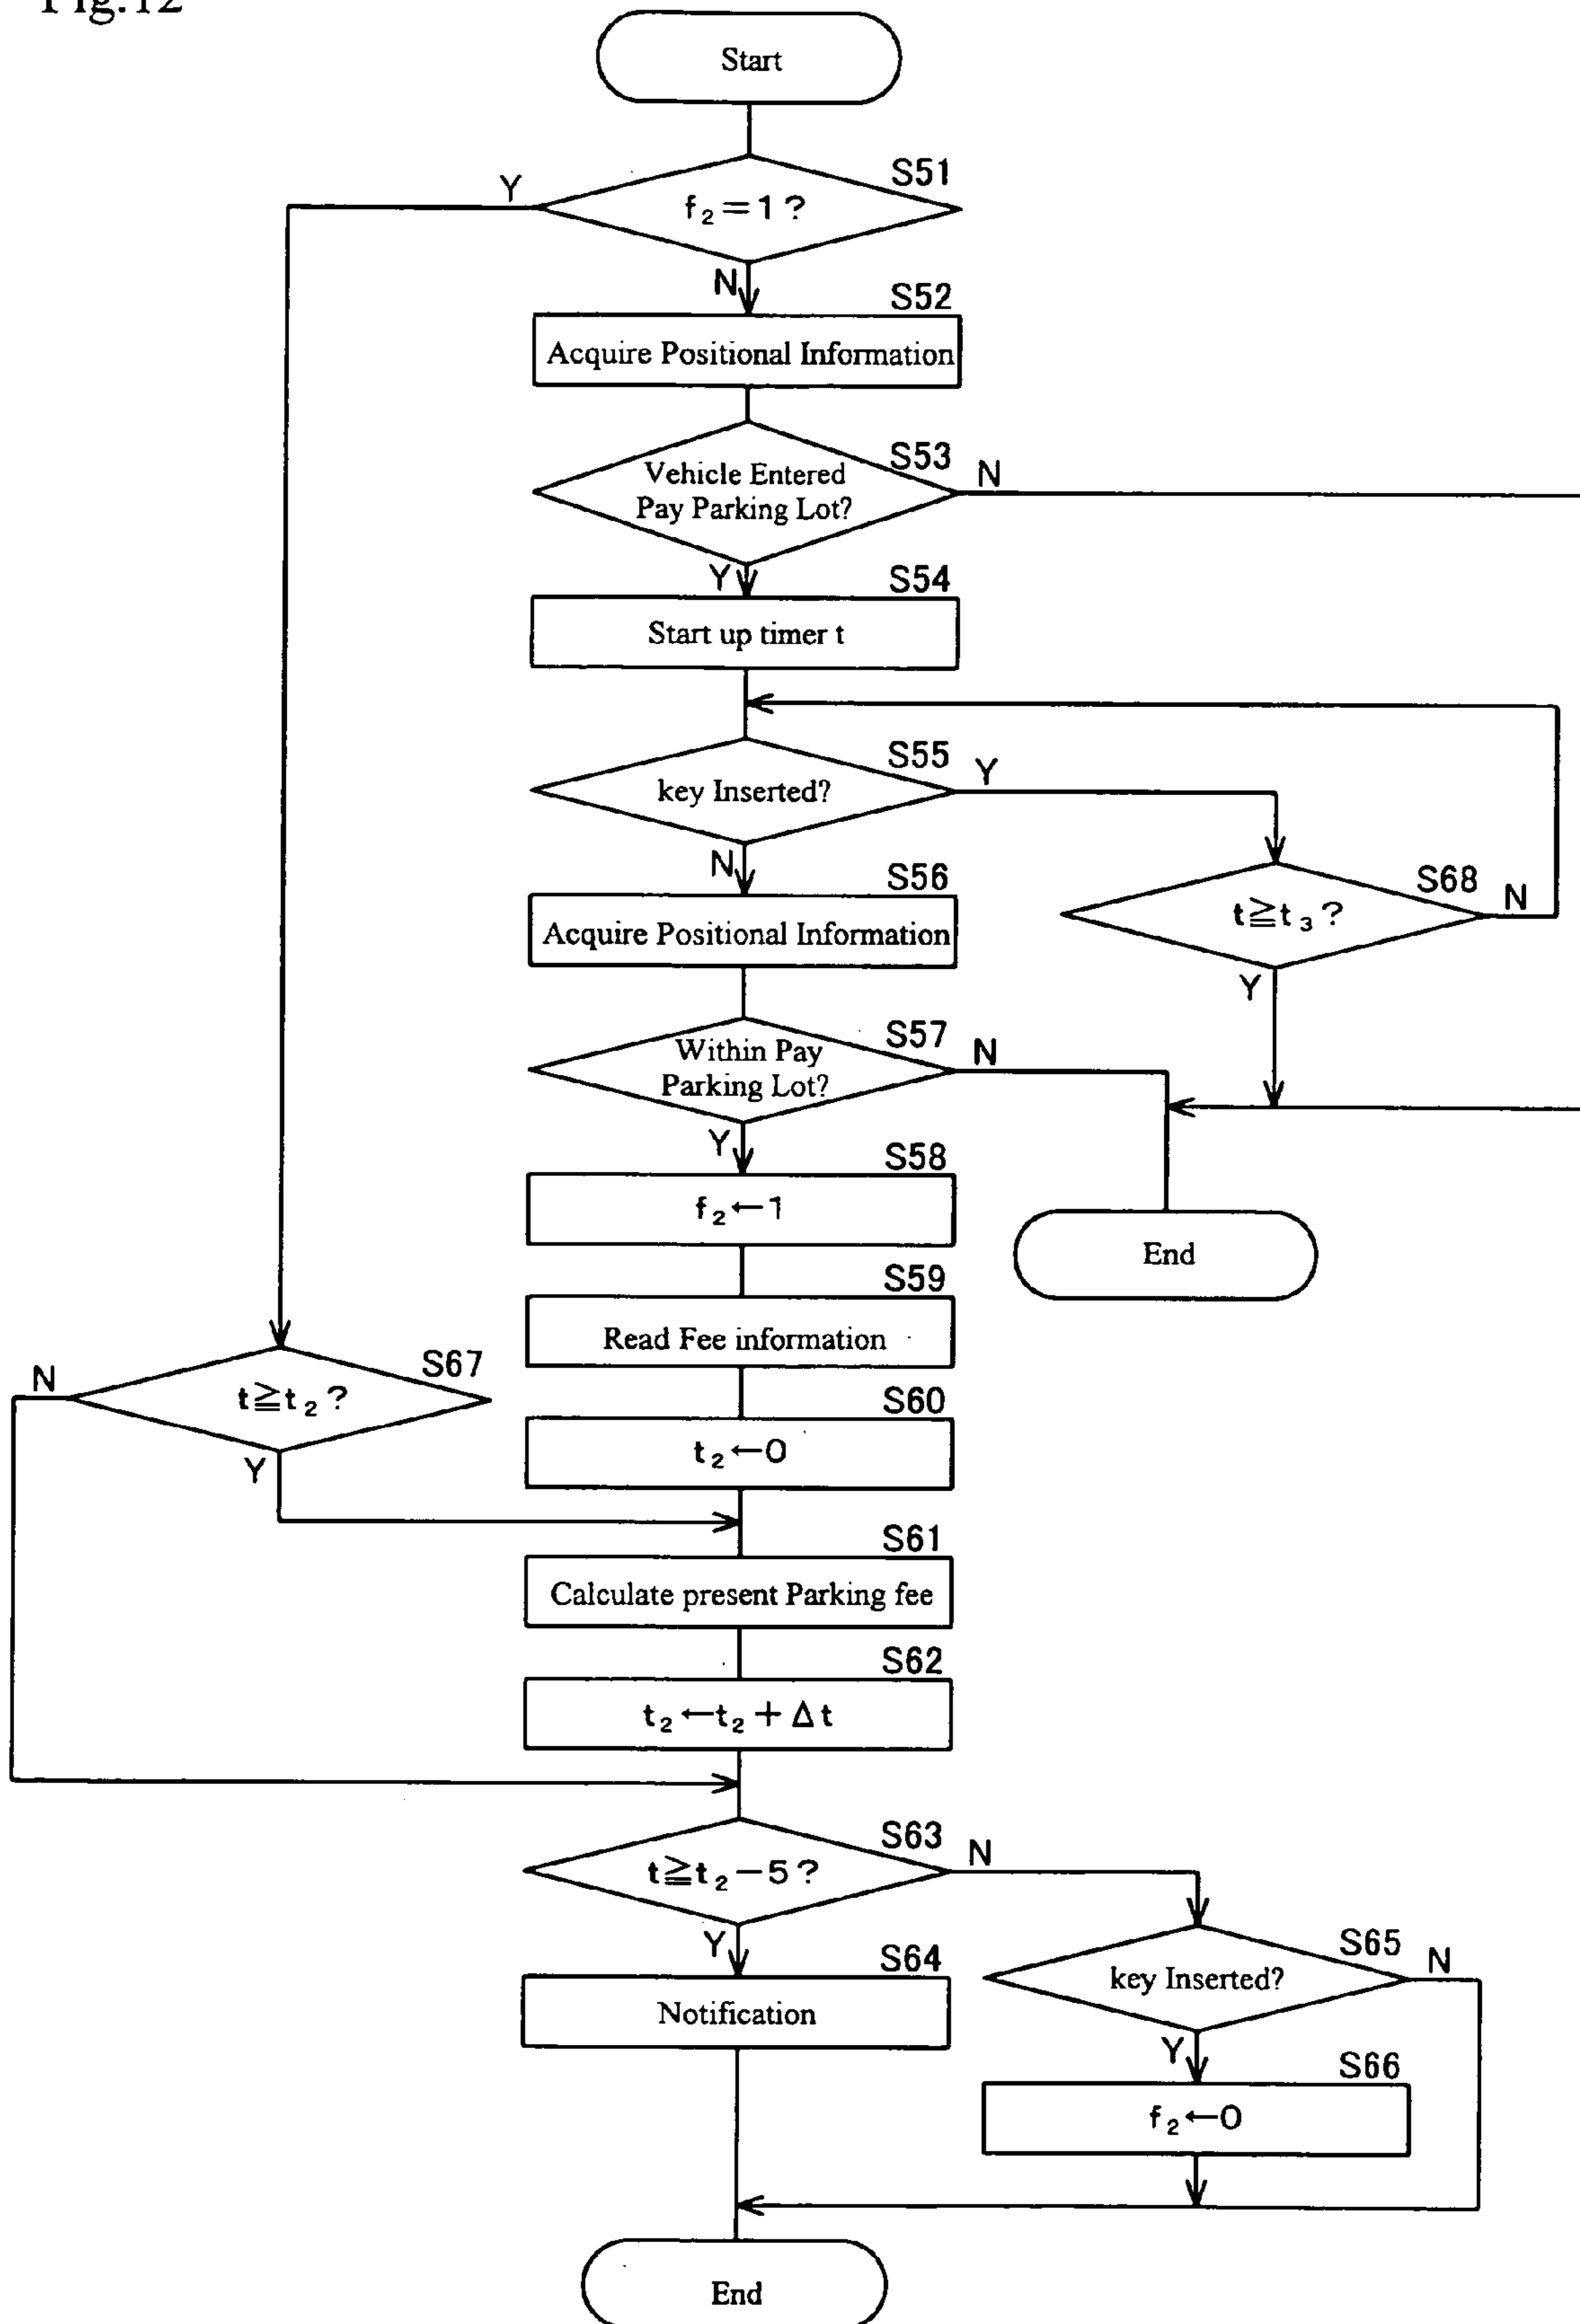 Fig.12
Start
S51
Y
f₂=1?
N
S52
Acquire Positional Information
S53
Vehicle Entered
Pay Parking Lot?
N
Y
S54
Start up timer t
S55
key Inserted?
Y
N
S56
Acquire Positional Information
S68
t≧t₃?
N
Y
S57
Within Pay
Parking Lot?
N
Y
S58
f₂←1
End
S59
Read Fee information
S67
t≧t₂?
N
Y
S60
t₂←0
S61
Calculate present Parking fee
S62
t₂←t₂+Δt
S63
t≧t₂-5?
N
Y
S64
Notification
S65
key Inserted?
N
Y
S66
f₂←0
End